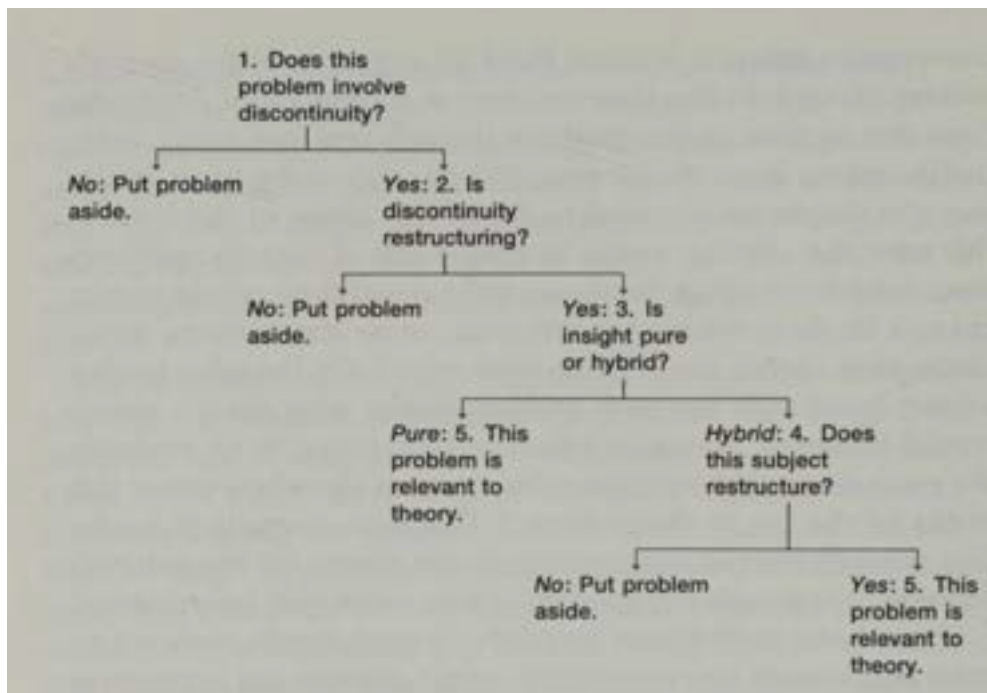 1. Does this
problem involve
discontinuity?
No: Put problem
aside.
Yes: 2. Is
discontinuity
restructuring?
No: Put problem
aside.
Yes: 3. Is
insight pure
or hybrid?
Pure: 5. This
problem is
relevant to
theory.
Hybrid: 4. Does
this subject
restructure?
No: Put problem
aside.
Yes: 5. This
problem is
relevant to
theory.